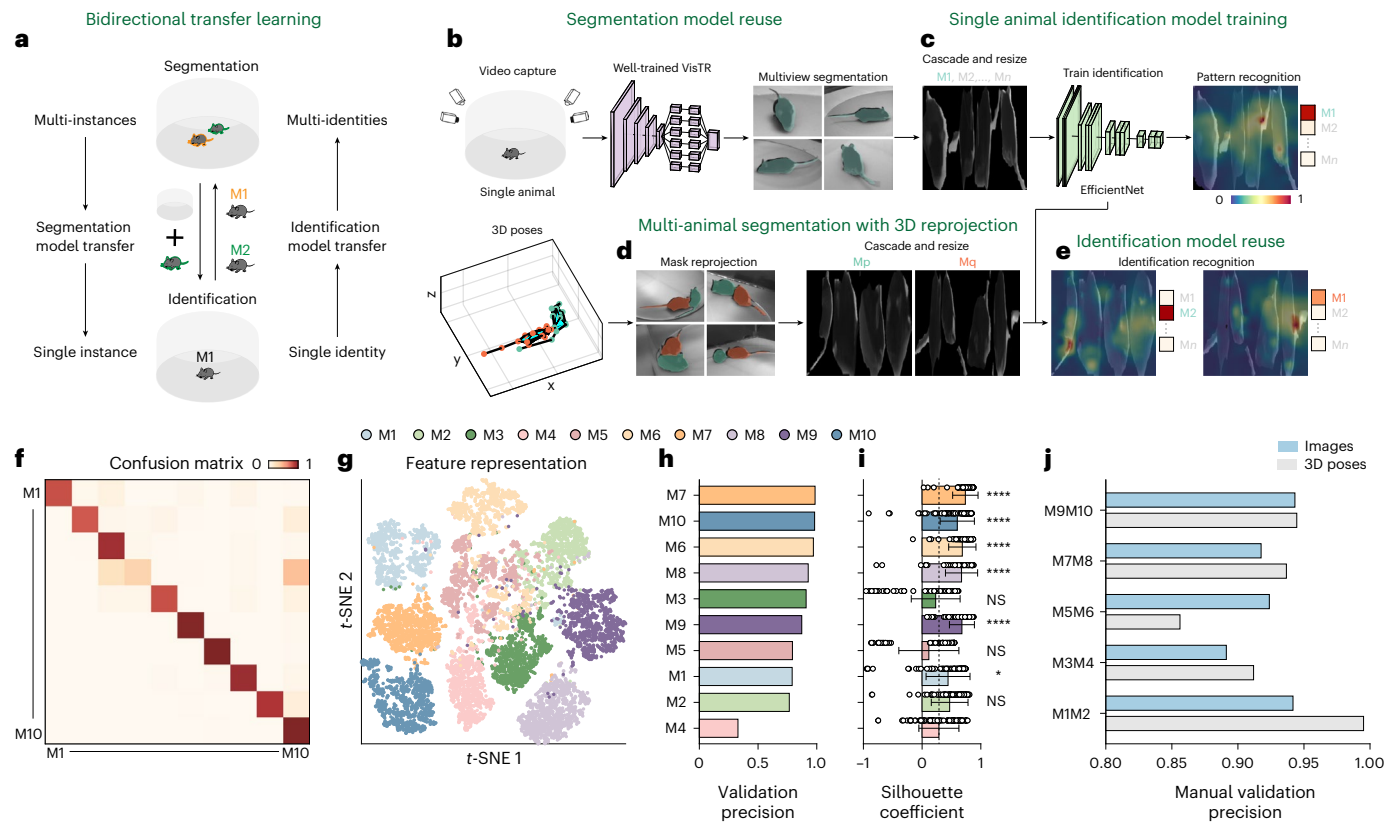 Bidirectional transfer learning
Segmentation model reuse
Single animal identification model training
a
Segmentation
Multi-instances
Multi-identities
M1
M2
+
Segmentation
model transfer
Identification
model transfer
Identification
Single instance
M1
Single identity
b
Video capture
Well-trained VisTR
Multiview segmentation
Single animal
c
Cascade and resize
M1, M2,..., Mn
Train identification
Pattern recognition
M1
M2
Mn
EfficientNet
0 1
3D poses
z
y
x
Multi-animal segmentation with 3D reprojection
d
Mask reprojection
Cascade and resize
Mp Mq
Identification model reuse
e
Identification recognition
M1
M2
Mn
M1
M2
Mn
M1 M2 M3 M4 M5 M6 M7 M8 M9 M10
f
Confusion matrix 0 1
M1
M10
M1 M10
g
Feature representation
t-SNE 2
t-SNE 1
h
M7
M10
M6
M8
M3
M9
M5
M1
M2
M4
0 0.5 1.0
Validation
precision
i
****
****
****
****
NS
****
NS
*
NS
–1 0 1
Silhouette
coefficient
j
Images
3D poses
M9M10
M7M8
M5M6
M3M4
M1M2
0.80 0.85 0.90 0.95 1.00
Manual validation
precision